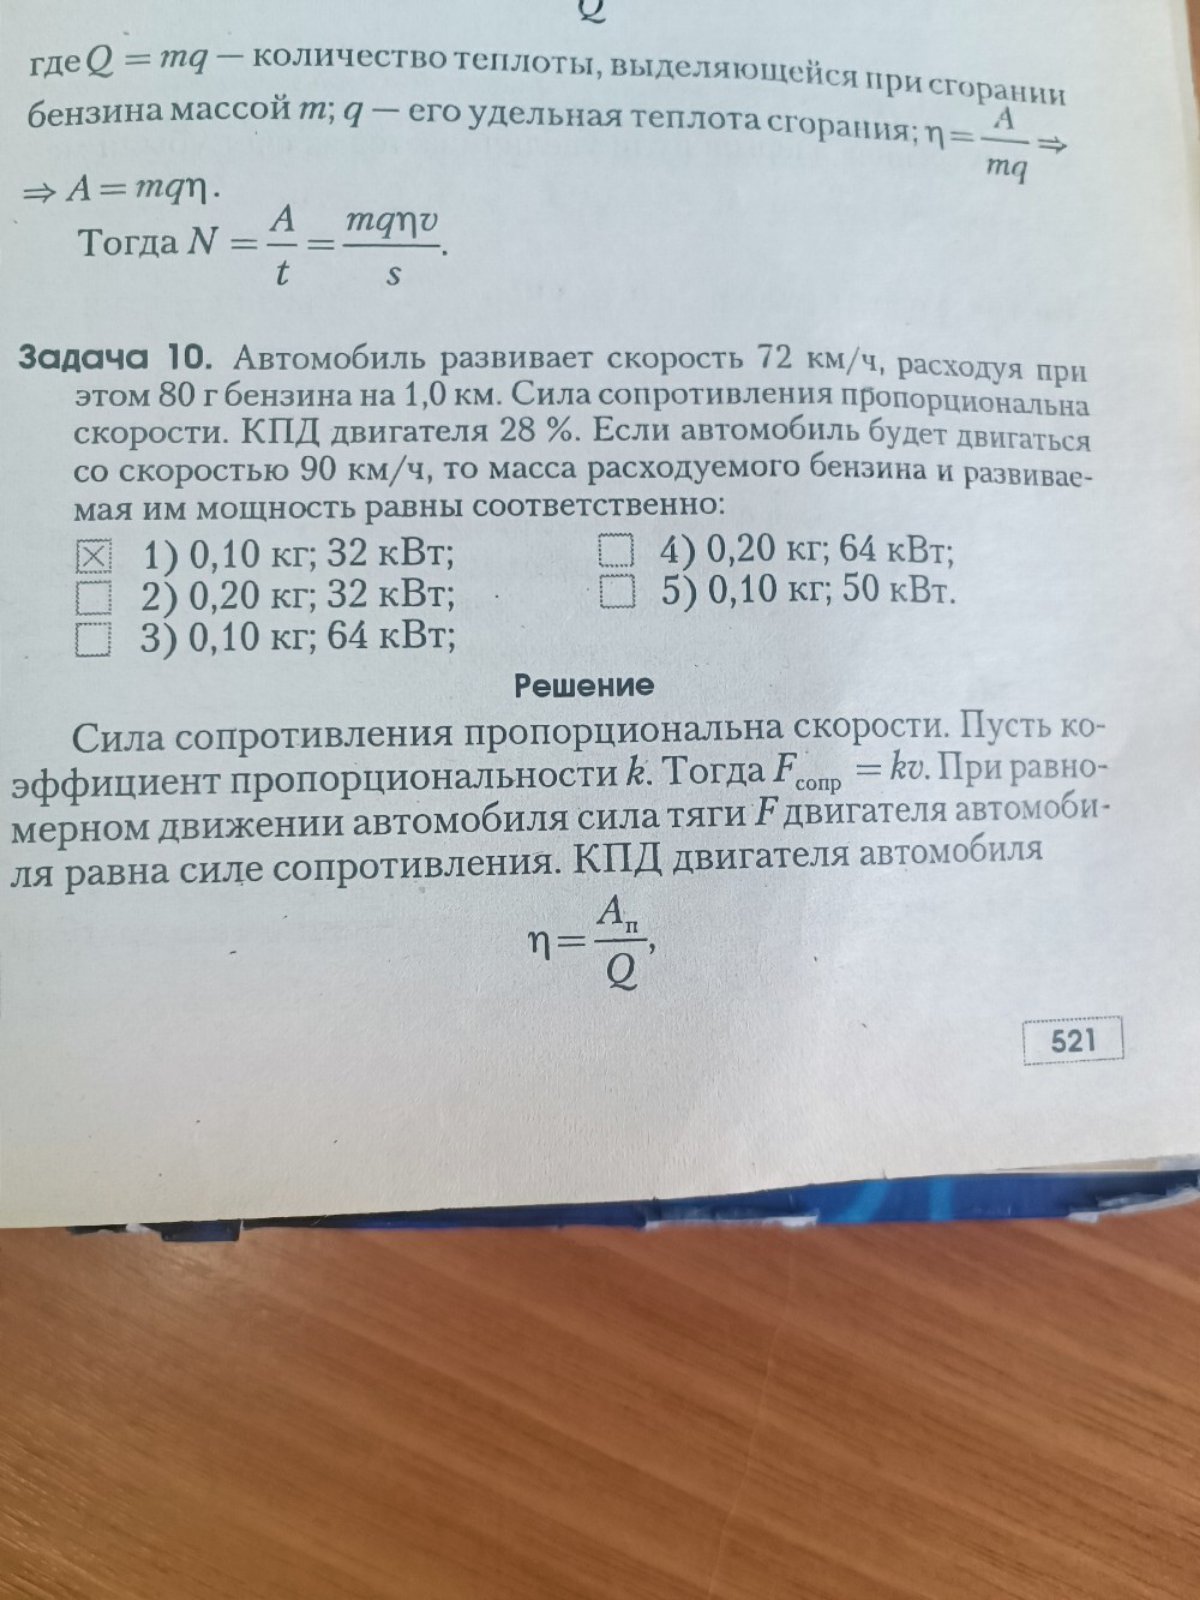 Q
где Q = mq — количество теплоты, выделяющейся при сгорании
бензина массой m; q — его удельная теплота сгорания; η = A/mq ⇒
⇒ A = mqη.
Тогда N = A/t = mqηv/s.
Задача 10. Автомобиль развивает скорость 72 км/ч, расходуя при
этом 80 г бензина на 1,0 км. Сила сопротивления пропорциональна
скорости. КПД двигателя 28 %. Если автомобиль будет двигаться
со скоростью 90 км/ч, то масса расходуемого бензина и развивае-
мая им мощность равны соответственно:
1) 0,10 кг; 32 кВт; 4) 0,20 кг; 64 кВт;
2) 0,20 кг; 32 кВт; 5) 0,10 кг; 50 кВт.
3) 0,10 кг; 64 кВт;
Решение
Сила сопротивления пропорциональна скорости. Пусть ко-
эффициент пропорциональности k. Тогда Fсопр = kv. При равно-
мерном движении автомобиля сила тяги F двигателя автомоби-
ля равна силе сопротивления. КПД двигателя автомобиля
η = Aп/Q,
521